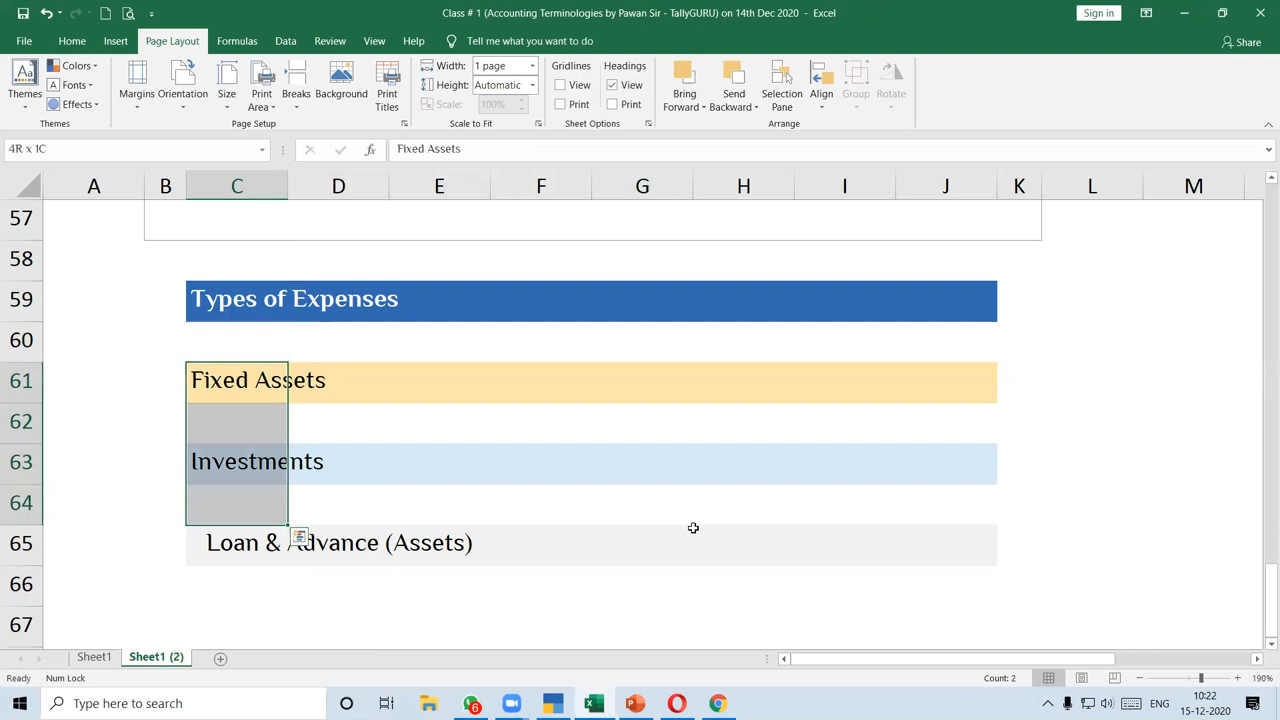 Class # 1 (Accounting Terminologies by Pawan Sir - TallyGURU) on 14th Dec 2020 - Excel
Sign in
File Home Insert Page Layout Formulas Data Review View Help Tell me what you want to do
Share
Aa
Themes
Colors
Fonts
Effects
Themes
Margins
Orientation
Size
Print Area
Breaks
Background
Print Titles
Page Setup
Width: 1 page
Height: Automatic
Scale: 100%
Scale to Fit
Gridlines
View
Print
Headings
View
Print
Sheet Options
Bring Forward
Send Backward
Selection Pane
Align
Group
Rotate
Arrange
4R x 1C
fx
Fixed Assets
A B C D E F G H I J K L M
57
58
59 Types of Expenses
60
61 Fixed Assets
62
63 Investments
64
65 Loan & Advance (Assets)
66
67
Sheet1 Sheet1 (2)
Ready Num Lock Count: 2 190%
Type here to search
6
10:22
15-12-2020